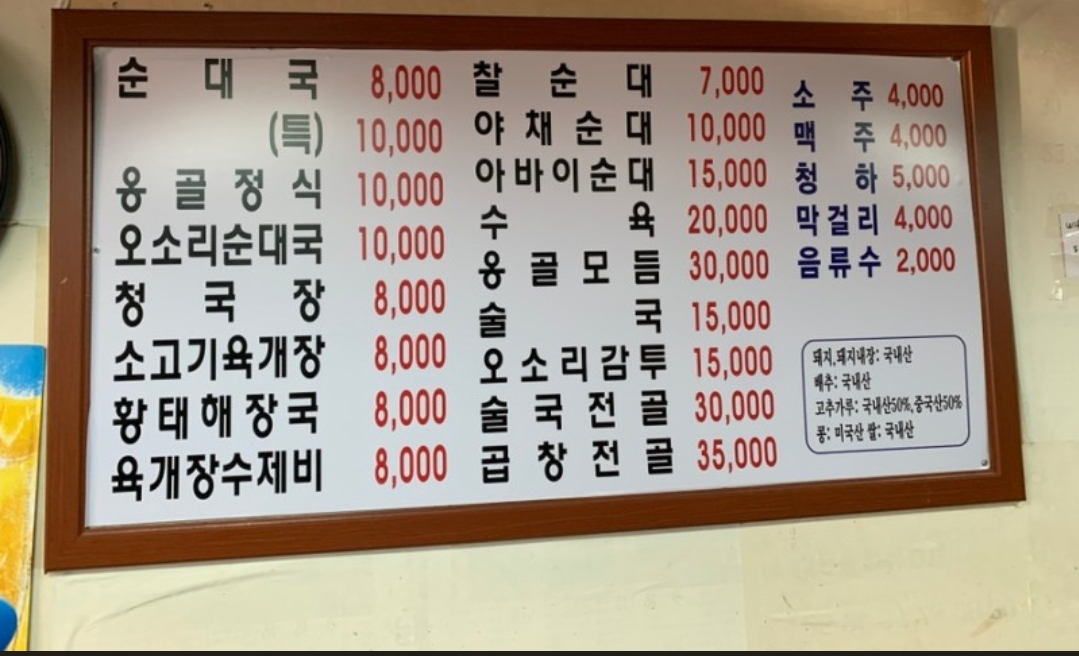 순대국 8,000
(특) 10,000
옹골정식 10,000
오소리순대국 10,000
청국장 8,000
소고기육개장 8,000
황태해장국 8,000
육개장수제비 8,000
찰순대 7,000
야채순대 10,000
아바이순대 15,000
수육 20,000
옹골모듬 30,000
술국 15,000
오소리감투 15,000
술국전골 30,000
곱창전골 35,000
소주 4,000
맥주 4,000
청하 5,000
막걸리 4,000
음류수 2,000
돼지,돼지내장: 국내산
배추: 국내산
고추가루: 국내산50%,중국산50%
콩: 미국산 쌀: 국내산